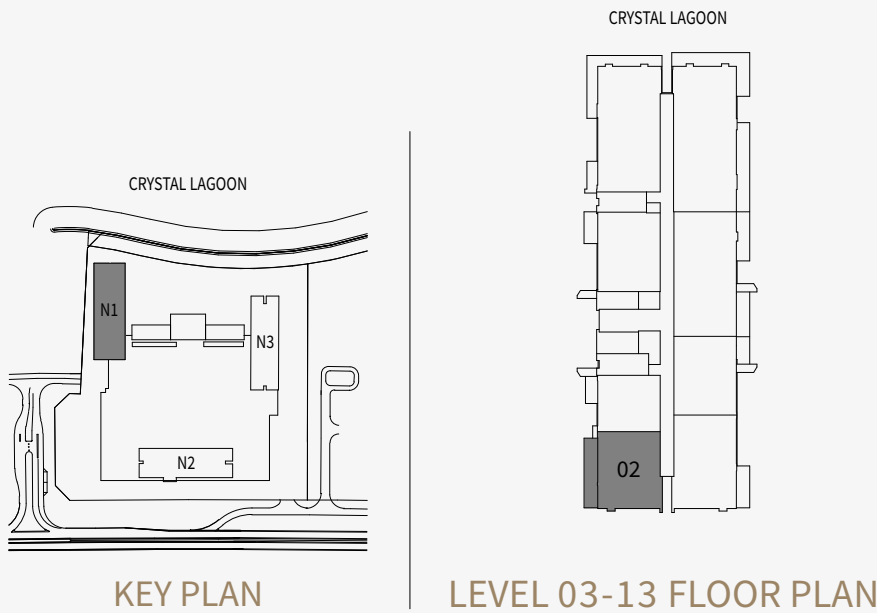 CRYSTAL LAGOON
N1
N3
N2
KEY PLAN
CRYSTAL LAGOON
02
LEVEL 03-13 FLOOR PLAN